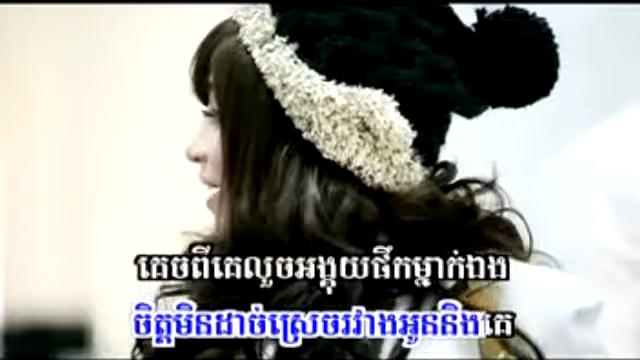 គេចពីគេលួចអង្គុយផឹកម្នាក់ឯង
ចិត្តមិនដាច់ស្រេចរវាងអូននិងគេ